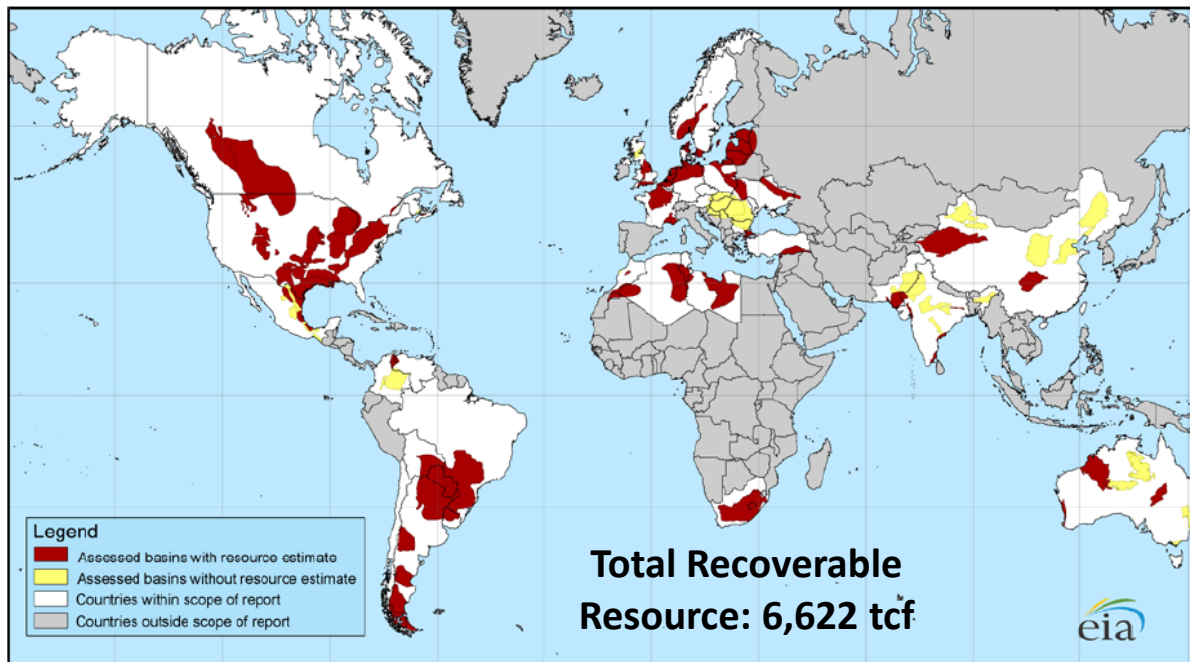 Legend
Assessed basins with resource estimate
Assessed basins without resource estimate
Countries within scope of report
Countries outside scope of report
Total Recoverable
Resource: 6,622 tcf
eia